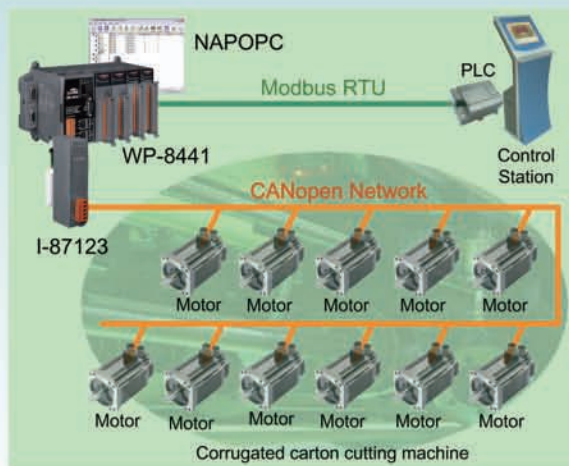 NAPOPC
Modbus RTU
PLC
WP-8441
Control
Station
CANopen Network
I-87123
Motor Motor Motor Motor Motor
Motor Motor Motor Motor Motor Motor
Corrugated carton cutting machine